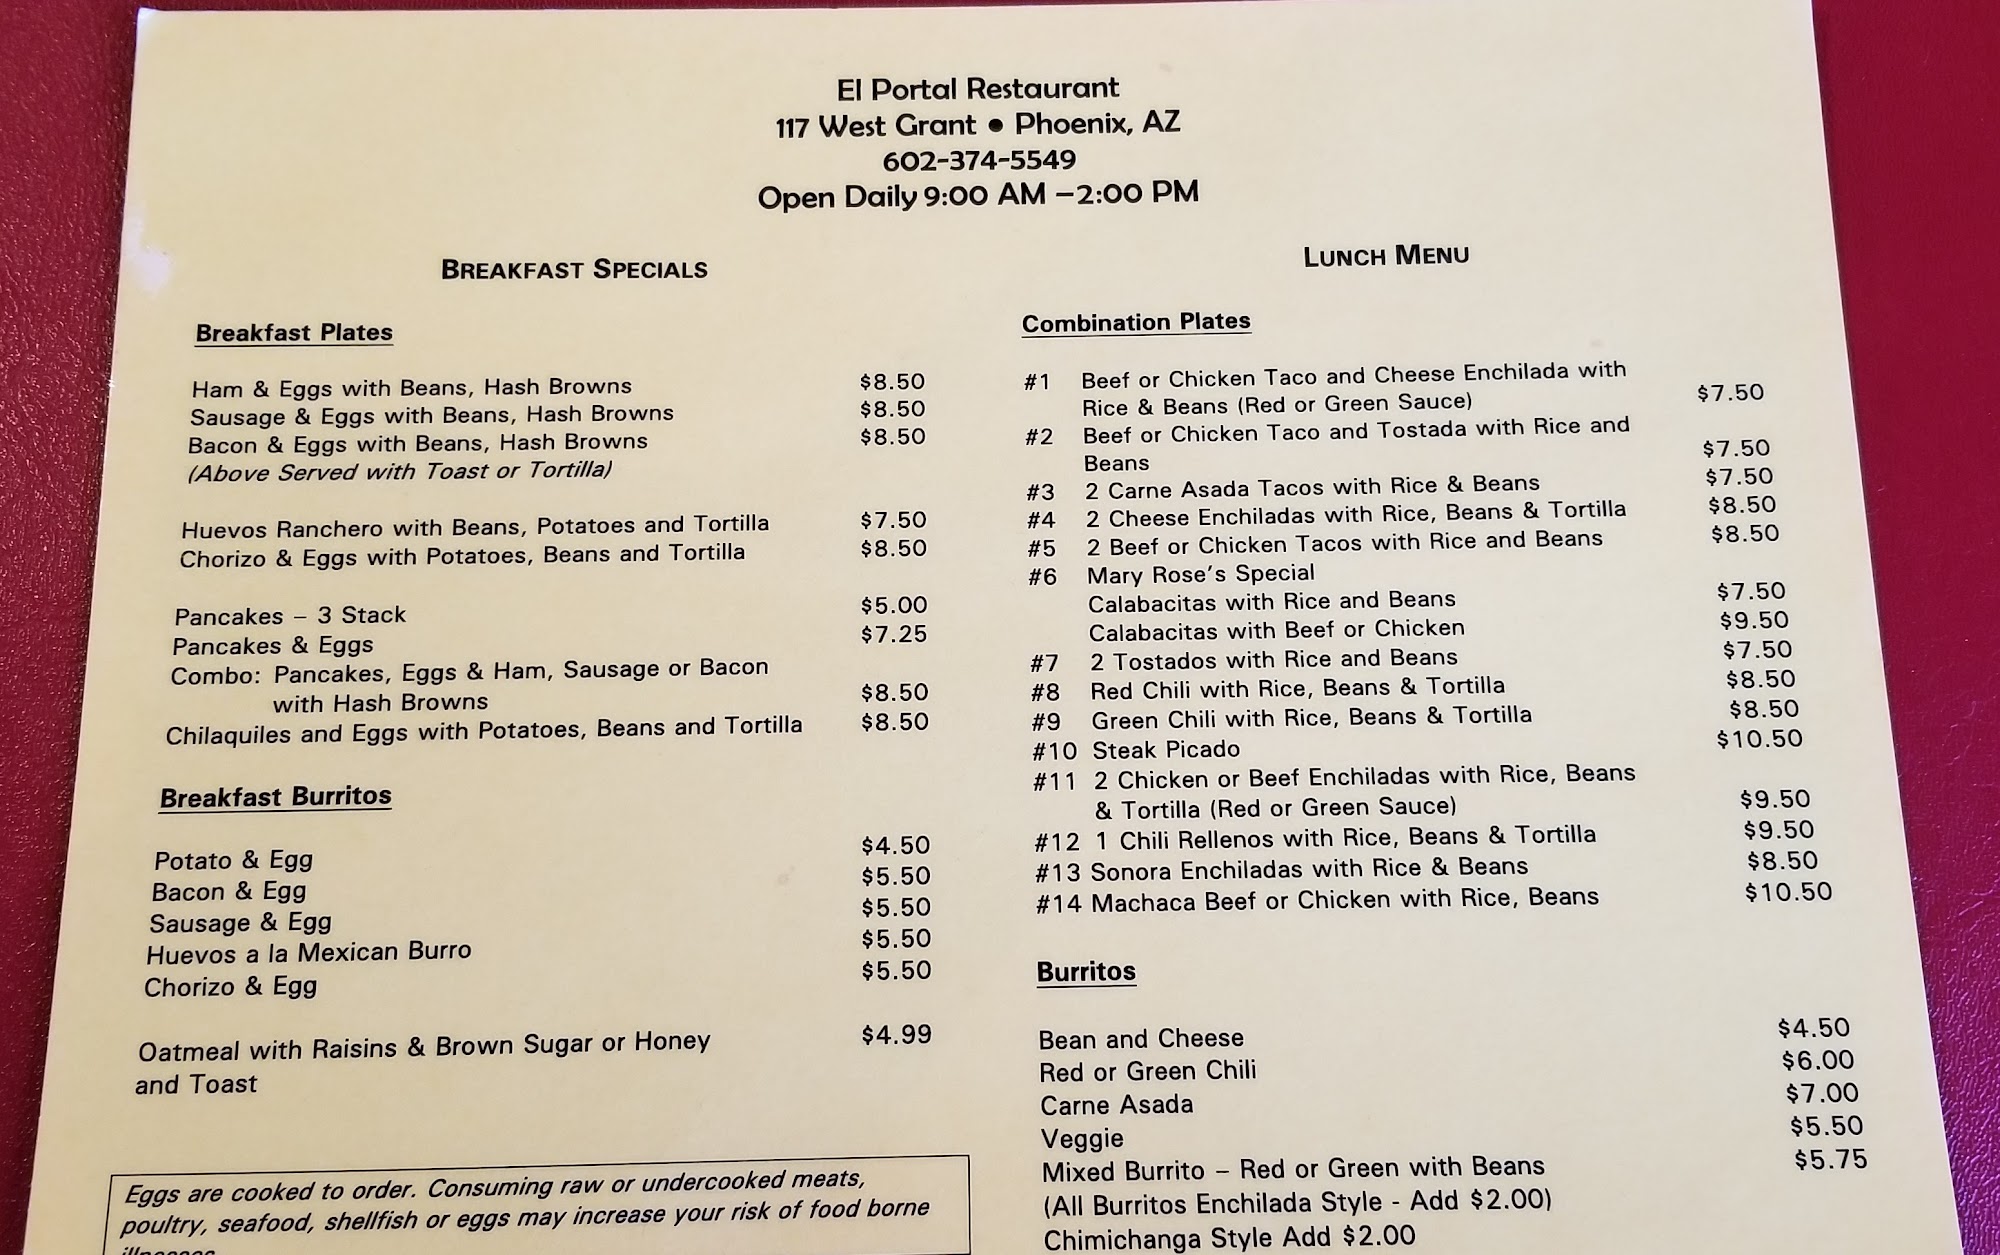 El Portal Restaurant
117 West Grant • Phoenix, AZ
602-374-5549
Open Daily 9:00 AM –2:00 PM
BREAKFAST SPECIALS
Breakfast Plates
Ham & Eggs with Beans, Hash Browns $8.50
Sausage & Eggs with Beans, Hash Browns $8.50
Bacon & Eggs with Beans, Hash Browns $8.50
(Above Served with Toast or Tortilla)
Huevos Ranchero with Beans, Potatoes and Tortilla $7.50
Chorizo & Eggs with Potatoes, Beans and Tortilla $8.50
Pancakes – 3 Stack $5.00
Pancakes & Eggs $7.25
Combo: Pancakes, Eggs & Ham, Sausage or Bacon
with Hash Browns $8.50
Chilaquiles and Eggs with Potatoes, Beans and Tortilla $8.50
Breakfast Burritos
Potato & Egg $4.50
Bacon & Egg $5.50
Sausage & Egg $5.50
Huevos a la Mexican Burro $5.50
Chorizo & Egg $5.50
Oatmeal with Raisins & Brown Sugar or Honey $4.99
and Toast
Eggs are cooked to order. Consuming raw or undercooked meats,
poultry, seafood, shellfish or eggs may increase your risk of food borne
illnesses
LUNCH MENU
Combination Plates
#1 Beef or Chicken Taco and Cheese Enchilada with
Rice & Beans (Red or Green Sauce) $7.50
#2 Beef or Chicken Taco and Tostada with Rice and
Beans $7.50
#3 2 Carne Asada Tacos with Rice & Beans $7.50
#4 2 Cheese Enchiladas with Rice, Beans & Tortilla $8.50
#5 2 Beef or Chicken Tacos with Rice and Beans $8.50
#6 Mary Rose's Special
Calabacitas with Rice and Beans $7.50
Calabacitas with Beef or Chicken $9.50
#7 2 Tostados with Rice and Beans $7.50
#8 Red Chili with Rice, Beans & Tortilla $8.50
#9 Green Chili with Rice, Beans & Tortilla $8.50
#10 Steak Picado $10.50
#11 2 Chicken or Beef Enchiladas with Rice, Beans
& Tortilla (Red or Green Sauce) $9.50
#12 1 Chili Rellenos with Rice, Beans & Tortilla $9.50
#13 Sonora Enchiladas with Rice & Beans $8.50
#14 Machaca Beef or Chicken with Rice, Beans $10.50
Burritos
Bean and Cheese $4.50
Red or Green Chili $6.00
Carne Asada $7.00
Veggie $5.50
Mixed Burrito – Red or Green with Beans $5.75
(All Burritos Enchilada Style - Add $2.00)
Chimichanga Style Add $2.00